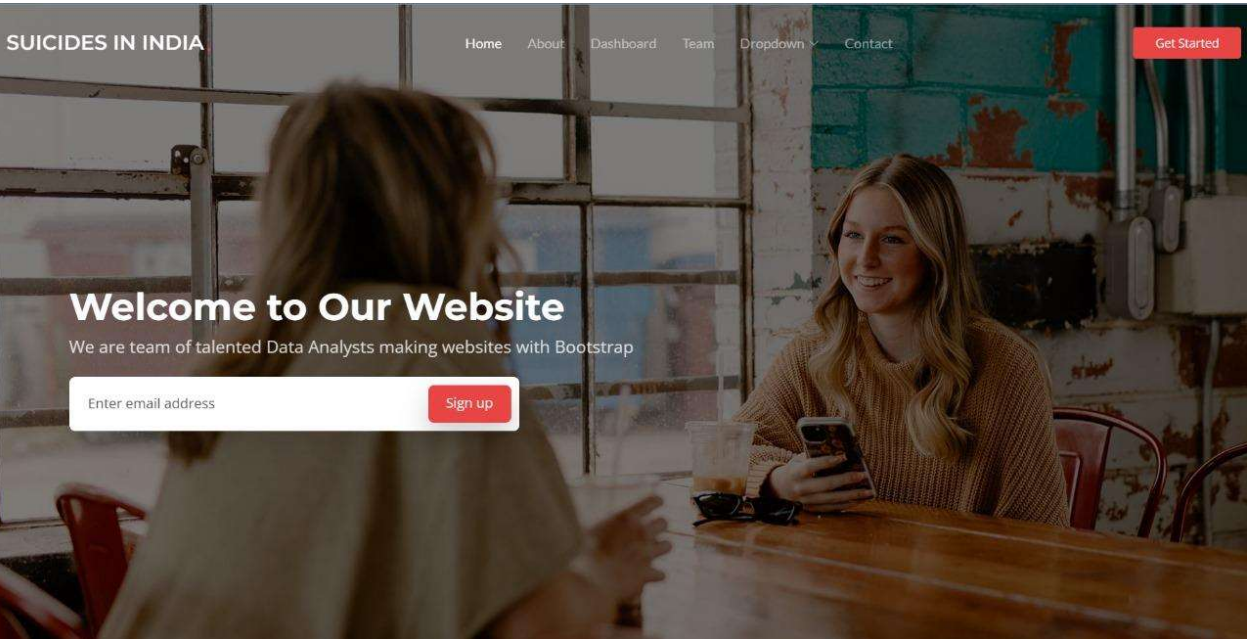 SUICIDES IN INDIA
Home About Dashboard Team Dropdown Contact
Get Started
Welcome to Our Website
We are team of talented Data Analysts making websites with Bootstrap
Enter email address
Sign up